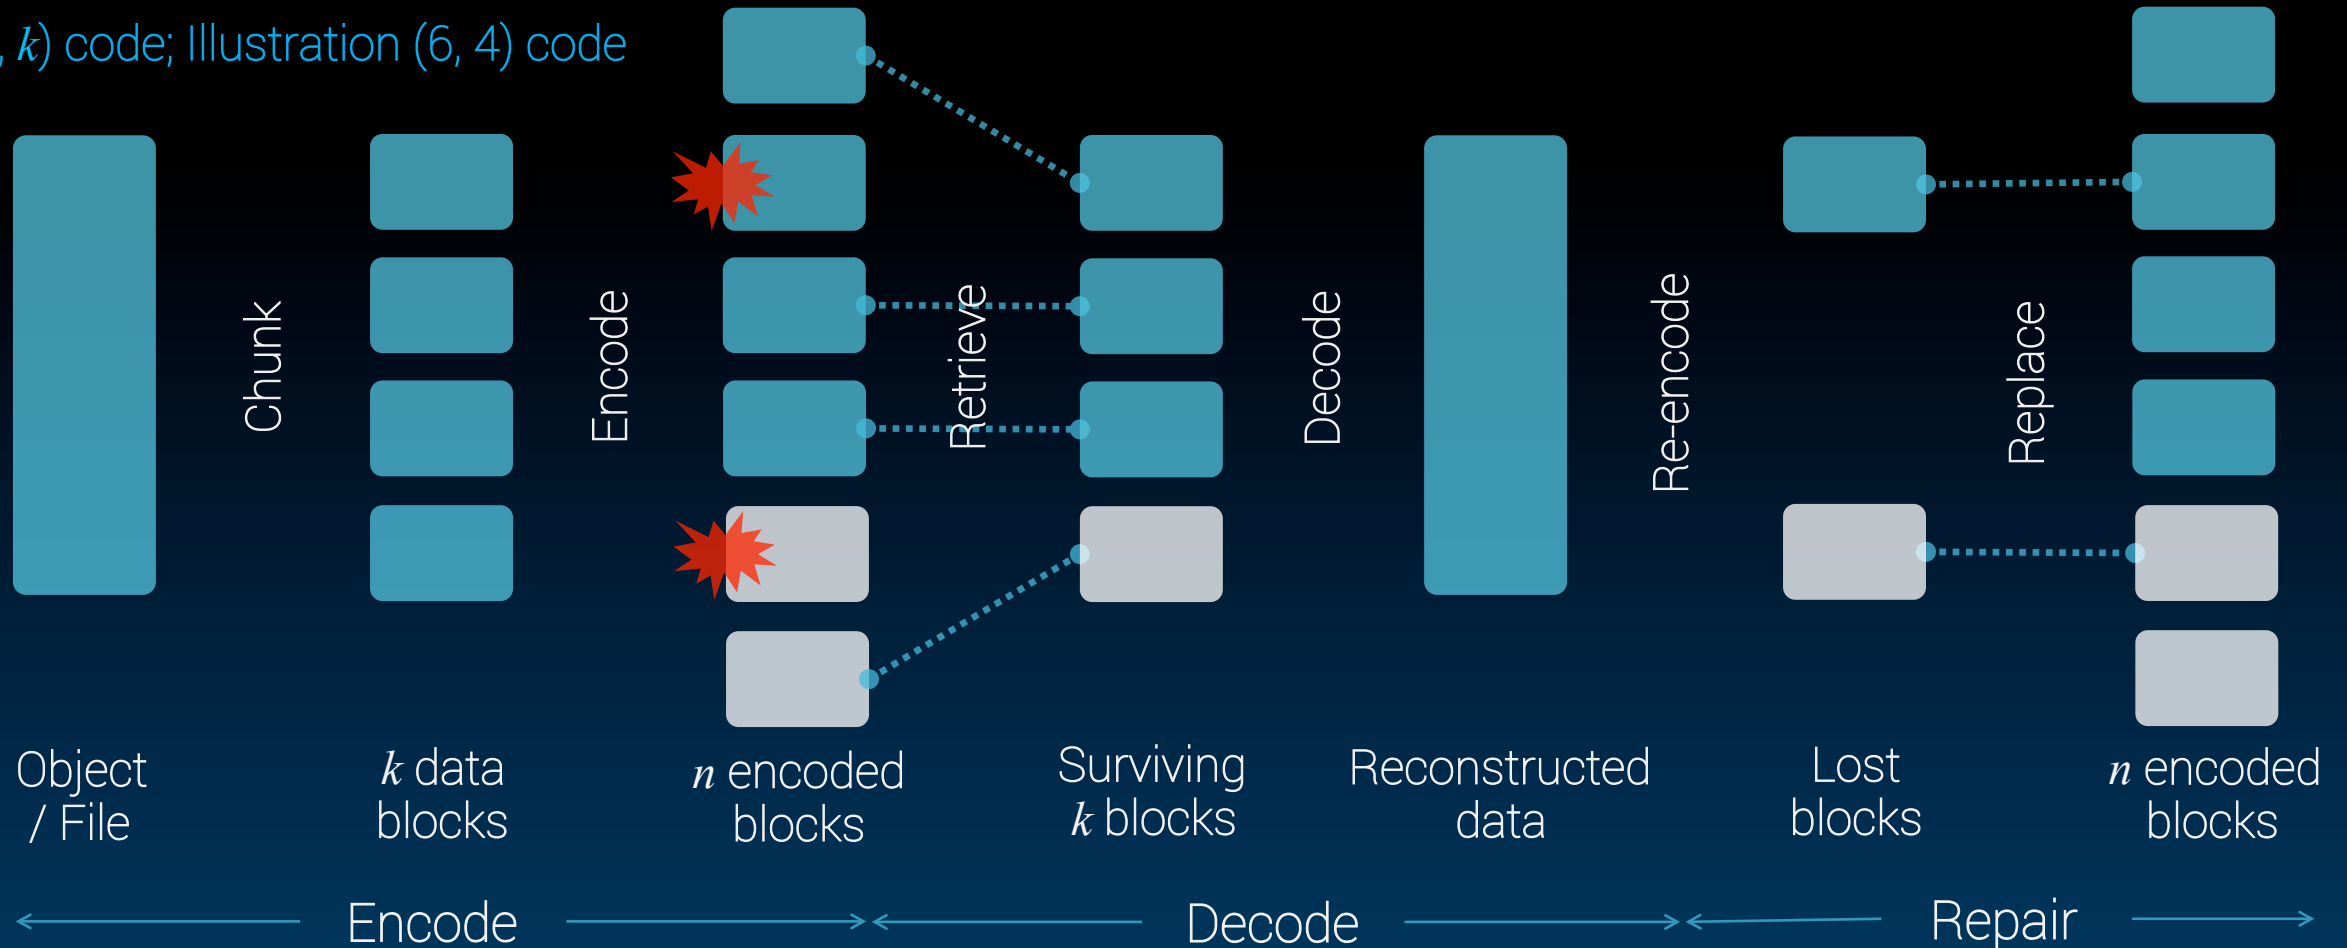 , k) code; Illustration (6, 4) code
Chunk
Encode
Retrieve
Decode
Re-encode
Replace
Object
/ File
k data
blocks
n encoded
blocks
Surviving
k blocks
Reconstructed
data
Lost
blocks
n encoded
blocks
Encode
Decode
Repair